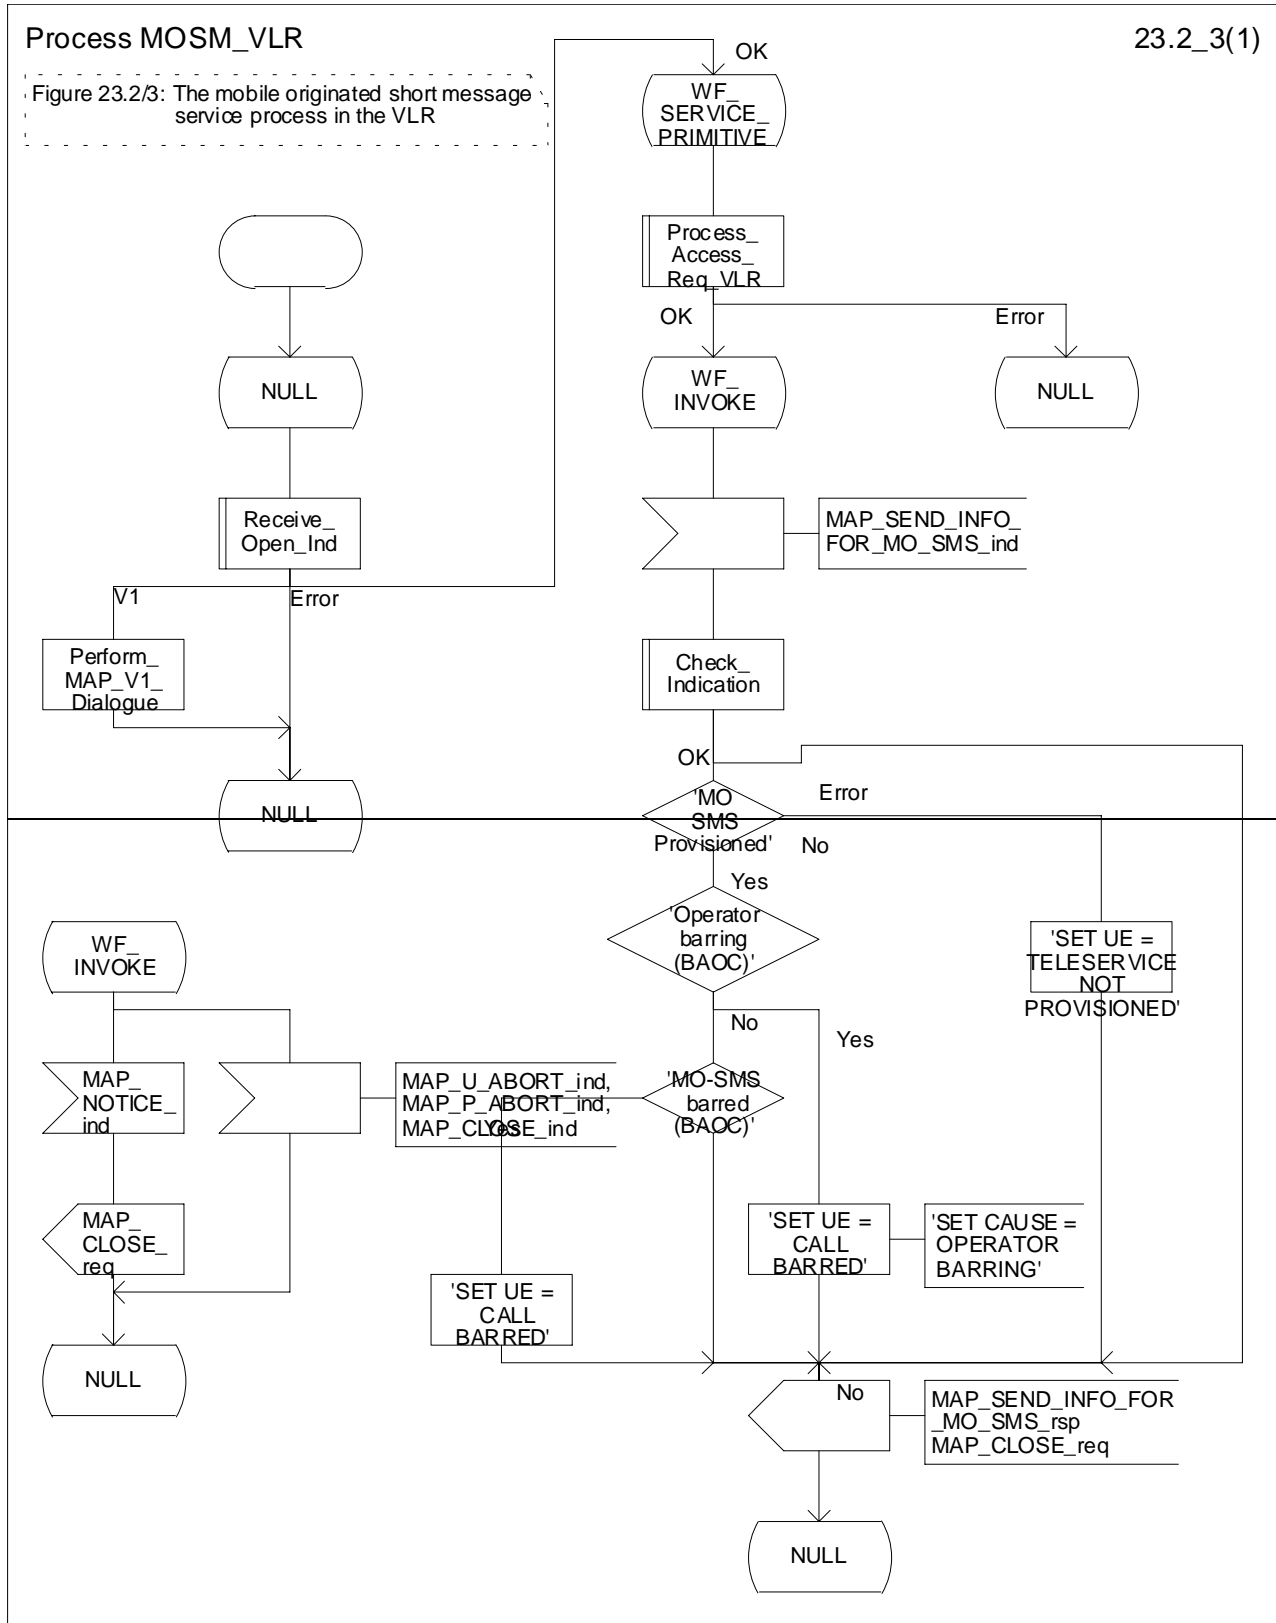 Process MOSM_VLR
23.2_3(1)
Figure 23.2/3: The mobile originated short message
service process in the VLR
OK
WF_
SERVICE_
PRIMITIVE
Process_
Access_
Req_VLR
OK
Error
NULL
WF_
INVOKE
NULL
Receive_
Open_Ind
MAP_SEND_INFO_
FOR_MO_SMS_ind
V1
Error
Perform_
MAP_V1_
Dialogue
Check_
Indication
OK
NULL
'MO
SMS
Provisioned'
Error
No
Yes
WF_
INVOKE
'Operator
barring
(BAOC)'
'SET UE =
TELESERVICE
NOT
PROVISIONED'
No
Yes
MAP_
NOTICE_
ind
MAP_U_ABORT_ind,
MAP_P_ABORT_ind,
MAP_CLOSE_ind
Yes
'MO-SMS
barred
(BAOC)'
MAP_
CLOSE_
req
'SET UE =
CALL
BARRED'
'SET CAUSE =
OPERATOR
BARRING'
'SET UE =
CALL
BARRED'
NULL
No
MAP_SEND_INFO_FOR
_MO_SMS_rsp
MAP_CLOSE_req
NULL